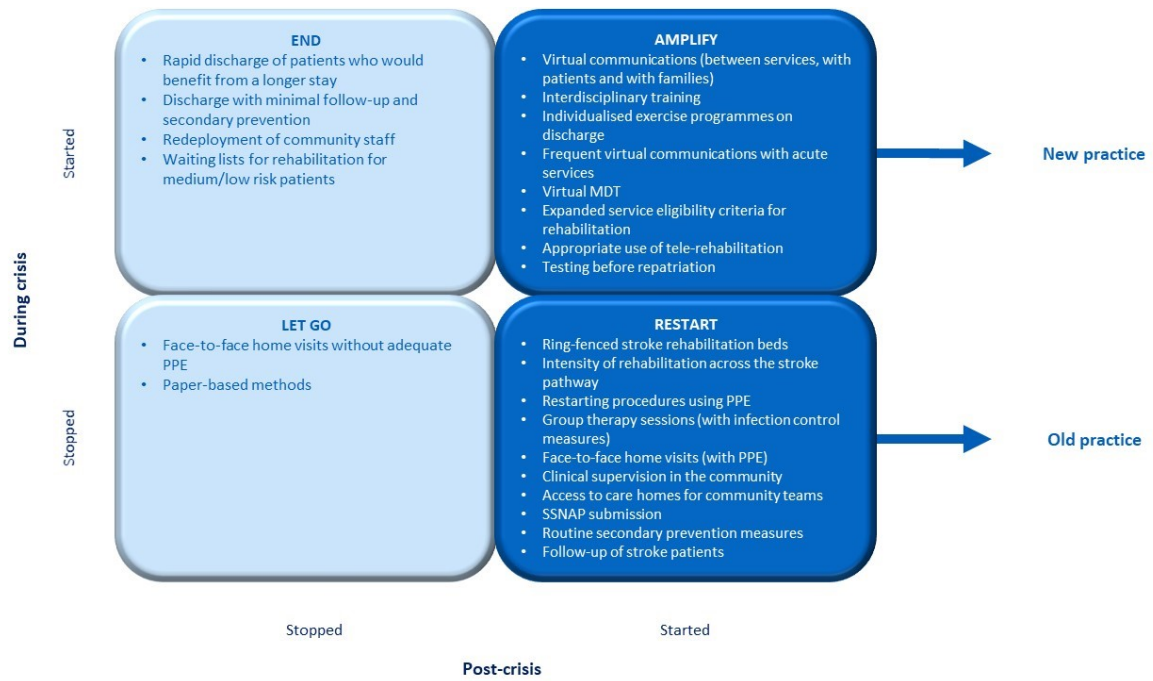 END
• Rapid discharge of patients who would
benefit from a longer stay
• Discharge with minimal follow-up and
secondary prevention
• Redeployment of community staff
• Waiting lists for rehabilitation for
medium/low risk patients
AMPLIFY
• Virtual communications (between services, with
patients and with families)
• Interdisciplinary training
• Individualised exercise programmes on
discharge
• Frequent virtual communications with acute
services
• Virtual MDT
• Expanded service eligibility criteria for
rehabilitation
• Appropriate use of tele-rehabilitation
• Testing before repatriation
Started
New practice
During crisis
LET GO
• Face-to-face home visits without adequate
PPE
• Paper-based methods
RESTART
• Ring-fenced stroke rehabilitation beds
• Intensity of rehabilitation across the stroke
pathway
• Restarting procedures using PPE
• Group therapy sessions (with infection control
measures)
• Face-to-face home visits (with PPE)
• Clinical supervision in the community
• Access to care homes for community teams
• SSNAP submission
• Routine secondary prevention measures
• Follow-up of stroke patients
Stopped
Old practice
Stopped
Started
Post-crisis